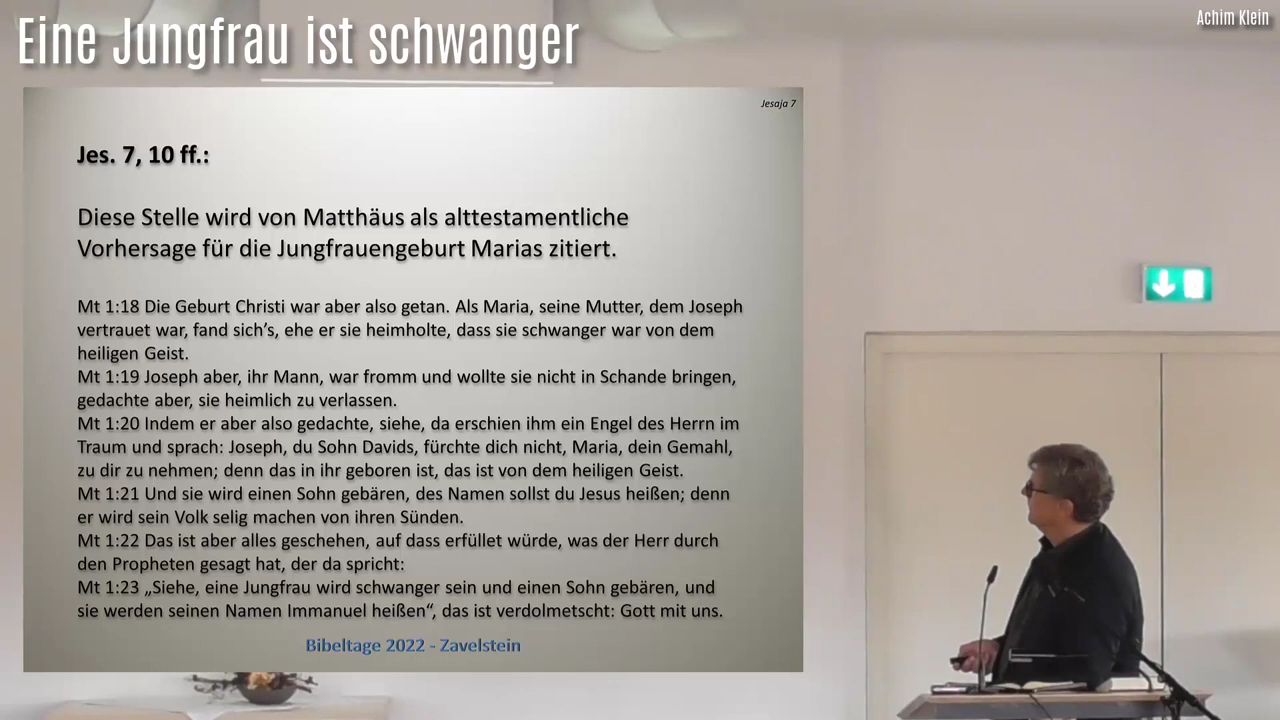 Eine Jungfrau ist schwanger
Achim Klein
Jesaja 7
Jes. 7, 10 ff.:
Diese Stelle wird von Matthäus als alttestamentliche
Vorhersage für die Jungfrauengeburt Marias zitiert.
Mt 1:18 Die Geburt Christi war aber also getan. Als Maria, seine Mutter, dem Joseph
vertrauet war, fand sich’s, ehe er sie heimholte, dass sie schwanger war von dem
heiligen Geist.
Mt 1:19 Joseph aber, ihr Mann, war fromm und wollte sie nicht in Schande bringen,
gedachte aber, sie heimlich zu verlassen.
Mt 1:20 Indem er aber also gedachte, siehe, da erschien ihm ein Engel des Herrn im
Traum und sprach: Joseph, du Sohn Davids, fürchte dich nicht, Maria, dein Gemahl,
zu dir zu nehmen; denn das in ihr geboren ist, das ist von dem heiligen Geist.
Mt 1:21 Und sie wird einen Sohn gebären, des Namen sollst du Jesus heißen; denn
er wird sein Volk selig machen von ihren Sünden.
Mt 1:22 Das ist aber alles geschehen, auf dass erfüllet würde, was der Herr durch
den Propheten gesagt hat, der da spricht:
Mt 1:23 „Siehe, eine Jungfrau wird schwanger sein und einen Sohn gebären, und
sie werden seinen Namen Immanuel heißen“, das ist verdolmetscht: Gott mit uns.
Bibeltage 2022 - Zavelstein